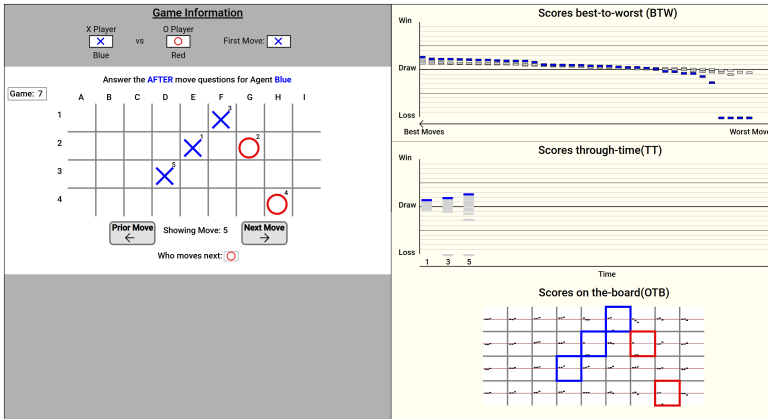 Game Information
X Player
O Player
vs
First Move:
Blue
Red
Answer the AFTER move questions for Agent Blue
Game: 7
A B C D E F G H I
1
2
3
4
3
1
2
5
4
Prior Move
←
Showing Move: 5
Next Move
→
Who moves next:
Scores best-to-worst (BTW)
Win
Draw
Loss
Best Moves
Worst Move
Scores through-time(TT)
Win
Draw
Loss
1 3 5
Time
Scores on the-board(OTB)